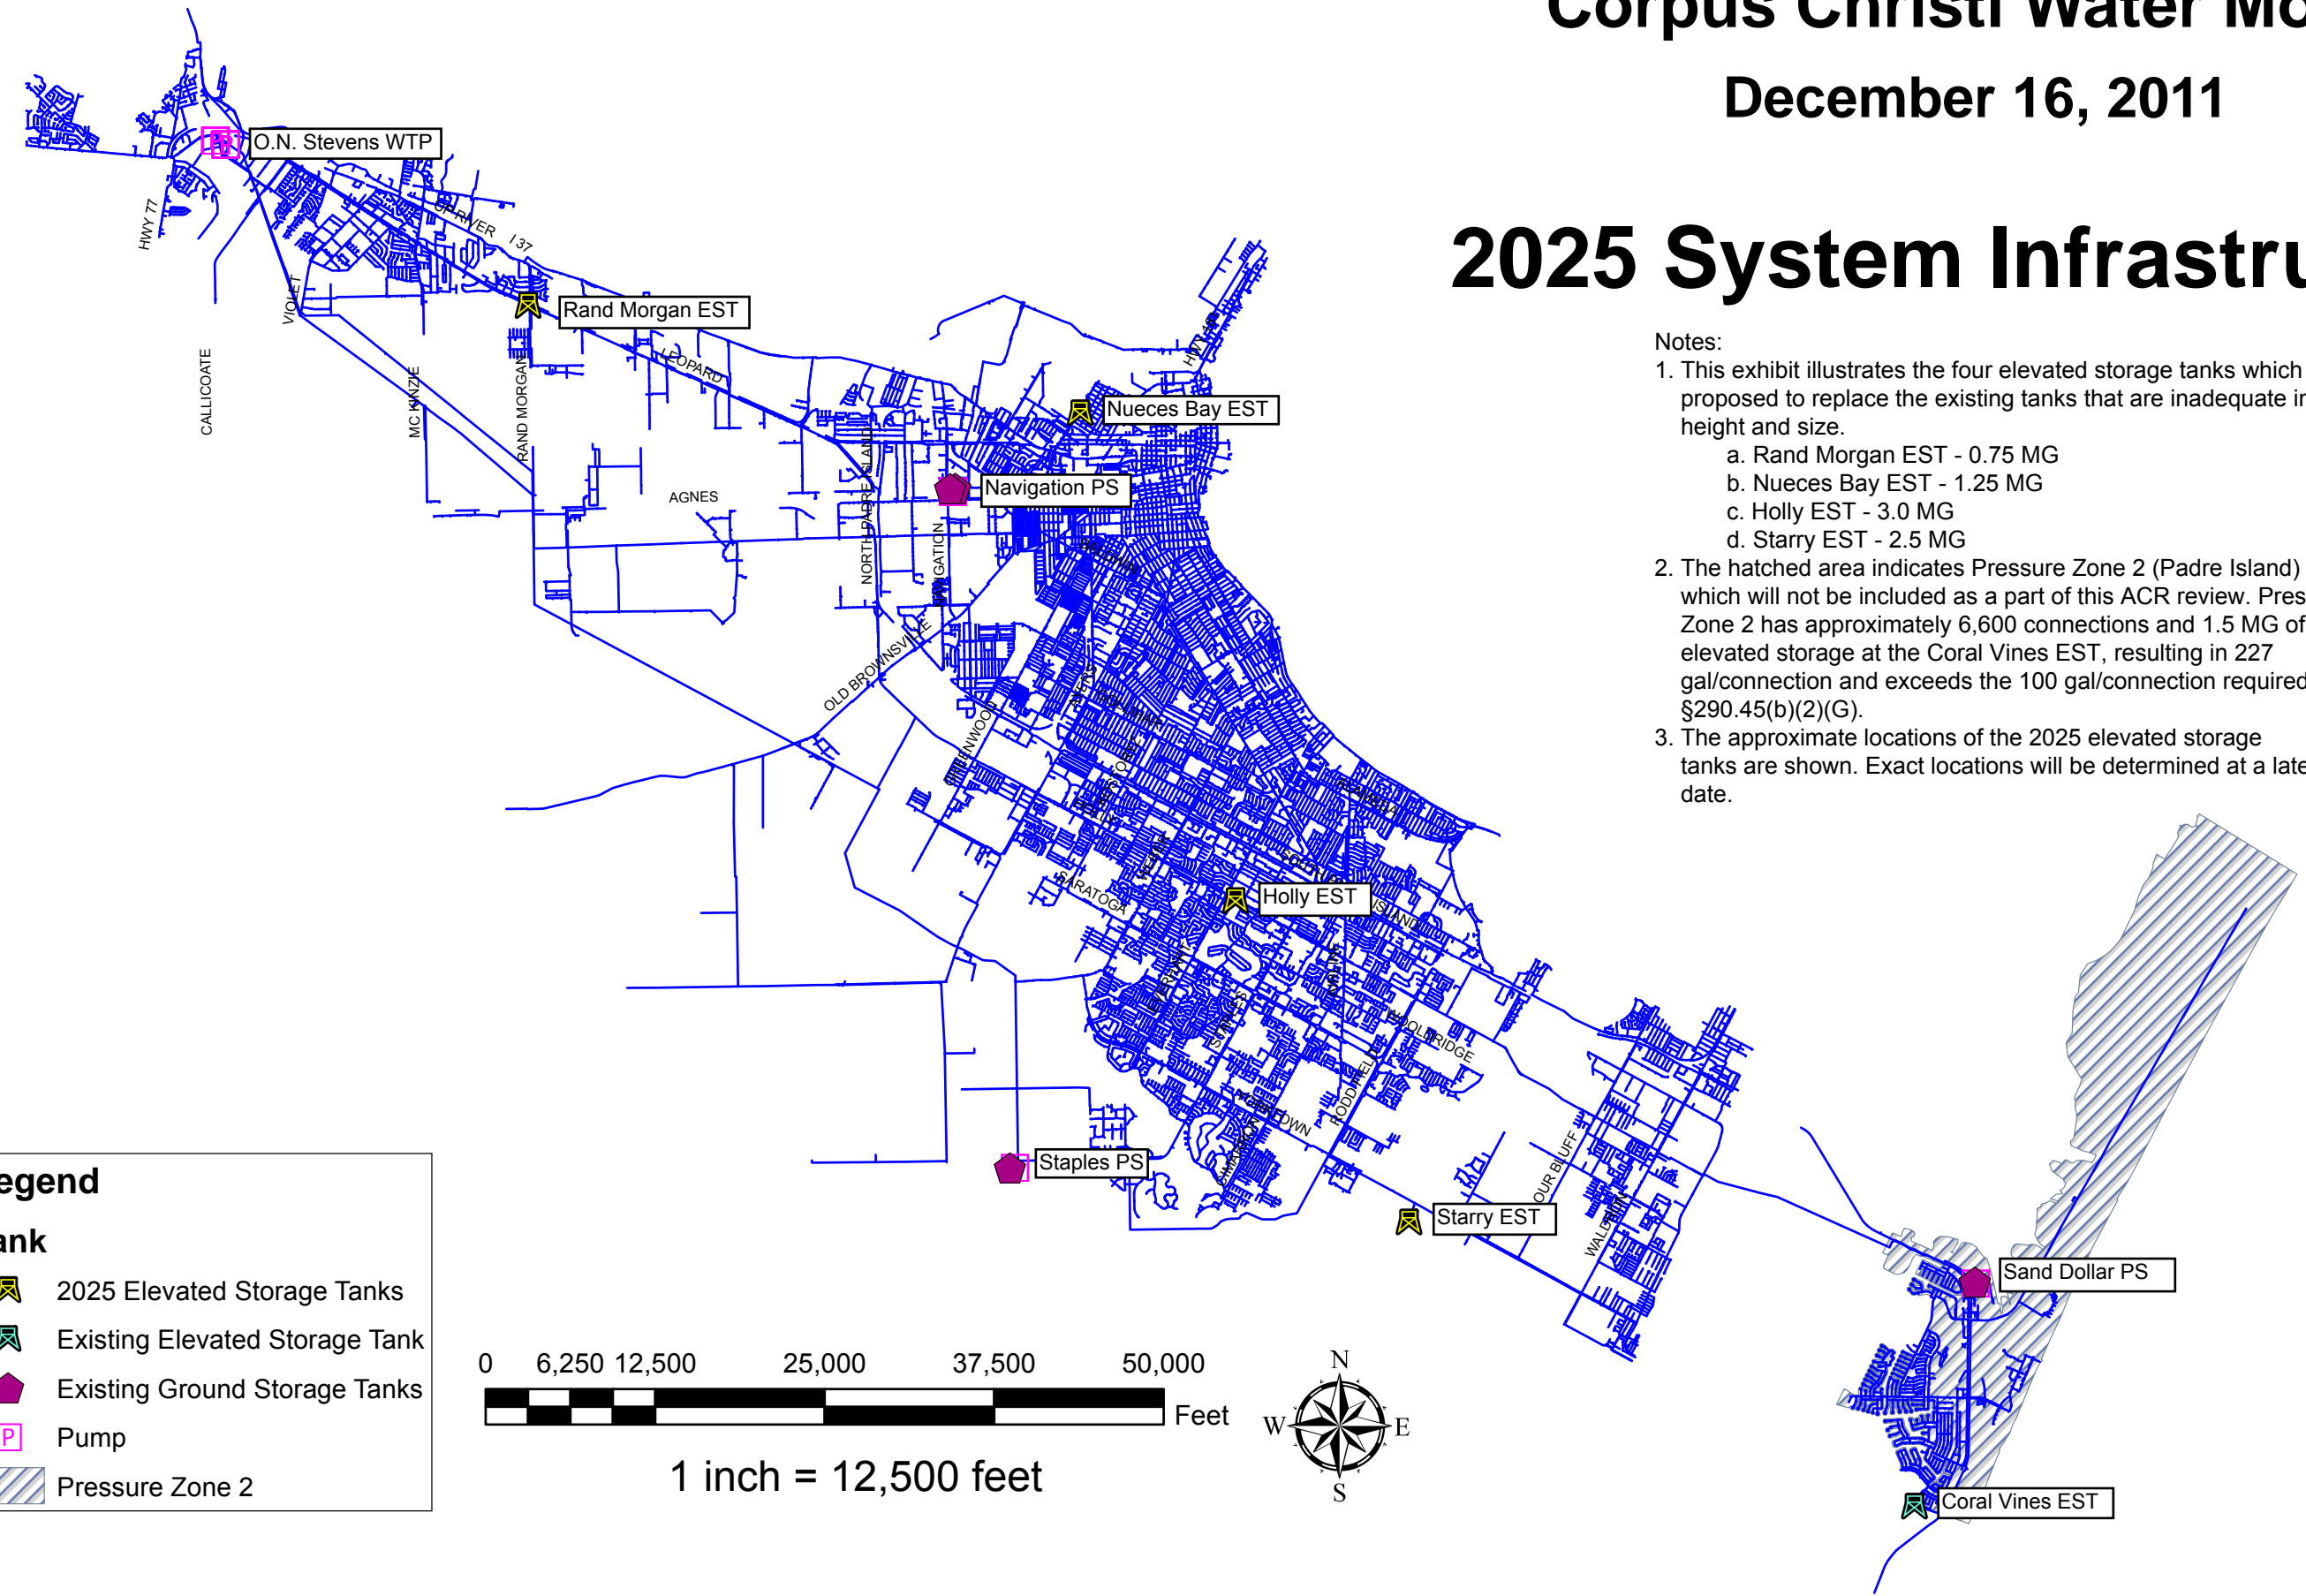 Corpus Christi Water Mo
December 16, 2011
2025 System Infrastru
Notes:
1. This exhibit illustrates the four elevated storage tanks which
proposed to replace the existing tanks that are inadequate in
height and size.
a. Rand Morgan EST - 0.75 MG
b. Nueces Bay EST - 1.25 MG
c. Holly EST - 3.0 MG
d. Starry EST - 2.5 MG
2. The hatched area indicates Pressure Zone 2 (Padre Island)
which will not be included as a part of this ACR review. Pres
Zone 2 has approximately 6,600 connections and 1.5 MG of
elevated storage at the Coral Vines EST, resulting in 227
gal/connection and exceeds the 100 gal/connection required
§290.45(b)(2)(G).
3. The approximate locations of the 2025 elevated storage
tanks are shown. Exact locations will be determined at a late
date.
O.N. Stevens WTP
HWY 77
UP RIVER
I 37
VIOLET
Rand Morgan EST
CALLICOATE
MC KINZIE
RAND MORGAN
LEOPARD
Nueces Bay EST
Navigation PS
AGNES
NORTH PADRE ISLAND
NAVIGATION
BALDWIN
OLD BROWNSVILLE
GREENWOOD
AYERS
HOLLY
SARATOGA
WEBER
Holly EST
ISLAND
EVERHART
STAPLES
WOOLDRIDGE
RODD FIELD
YORKTOWN
CIMARRON
Staples PS
Starry EST
OUR BLUFF
WALDRON
Sand Dollar PS
Coral Vines EST
egend
ank
2025 Elevated Storage Tanks
Existing Elevated Storage Tank
Existing Ground Storage Tanks
P Pump
Pressure Zone 2
0 6,250 12,500 25,000 37,500 50,000
Feet
1 inch = 12,500 feet
N
W E
S